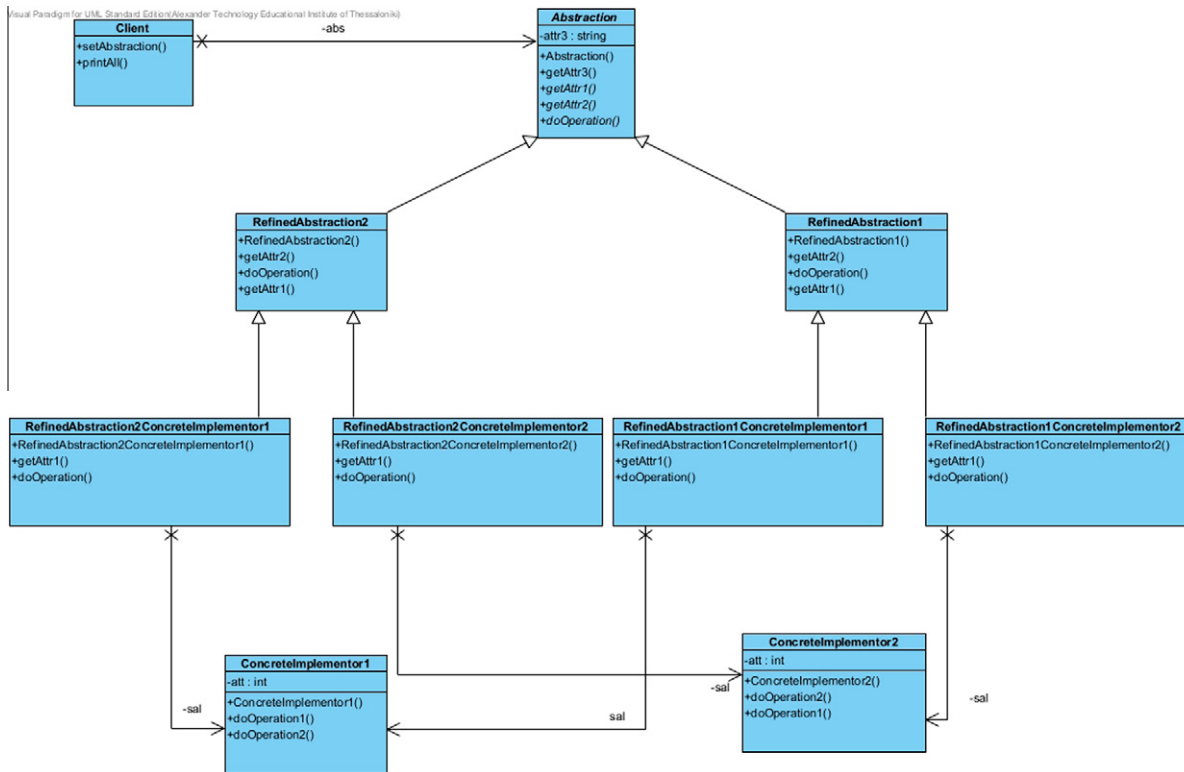 Visual Paradigm for UML Standard Edition(Alexander Technology Educational Institute of Thessaloniki)
Client
+setAbstraction()
+printAll()
-abs
Abstraction
-attr3 : string
+Abstraction()
+getAttr3()
+getAttr1()
+getAttr2()
+doOperation()
RefinedAbstraction2
+RefinedAbstraction2()
+getAttr2()
+doOperation()
+getAttr1()
RefinedAbstraction1
+RefinedAbstraction1()
+getAttr2()
+doOperation()
+getAttr1()
RefinedAbstraction2ConcreteImplementor1
+RefinedAbstraction2ConcreteImplementor1()
+getAttr1()
+doOperation()
RefinedAbstraction2ConcreteImplementor2
+RefinedAbstraction2ConcreteImplementor2()
+getAttr1()
+doOperation()
RefinedAbstraction1ConcreteImplementor1
+RefinedAbstraction1ConcreteImplementor1()
+getAttr1()
+doOperation()
RefinedAbstraction1ConcreteImplementor2
+RefinedAbstraction1ConcreteImplementor2()
+getAttr1()
+doOperation()
ConcreteImplementor1
-att : int
+ConcreteImplementor1()
+doOperation1()
+doOperation2()
ConcreteImplementor2
-att : int
+ConcreteImplementor2()
+doOperation2()
+doOperation1()
-sal
sal
-sal
-sal